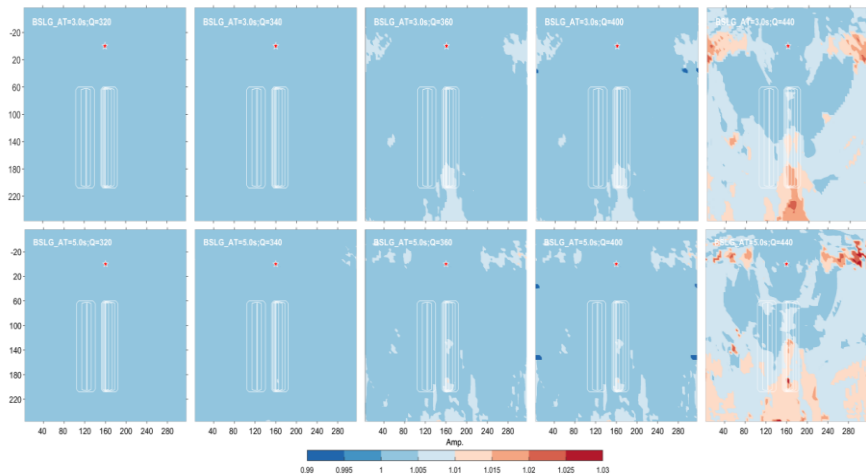 BSLG_AT=3.0s;Q=320
BSLG_AT=3.0s;Q=340
BSLG_AT=3.0s;Q=360
BSLG_AT=3.0s;Q=400
BSLG_AT=3.0s;Q=440
-20
20
60
100
140
180
220
BSLG_AT=5.0s;Q=320
BSLG_AT=5.0s;Q=340
BSLG_AT=5.0s;Q=360
BSLG_AT=5.0s;Q=400
BSLG_AT=5.0s;Q=440
-20
20
60
100
140
180
220
40 80 120 160 200 240 280
40 80 120 160 200 240 280
40 80 120 160 200 240 280
40 80 120 160 200 240 280
40 80 120 160 200 240 280
Amp.
0.99 0.995 1 1.005 1.01 1.015 1.02 1.025 1.03